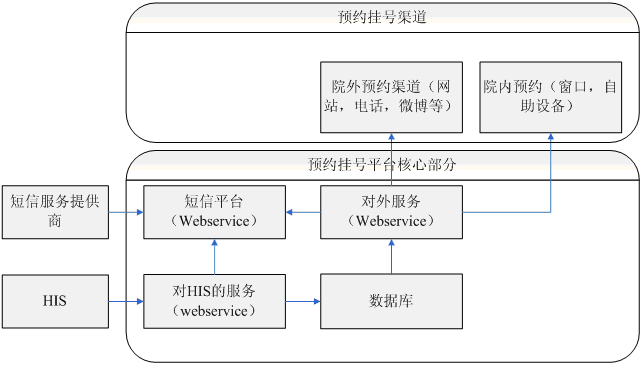 预约挂号渠道
院外预约渠道（网
站，电话，微博等）
院内预约（窗口，自
助设备）
预约挂号平台核心部分
短信服务提供
商
短信平台
（Webservice）
对外服务
（Webservice）
HIS
对HIS的服务
（webservice）
数据库